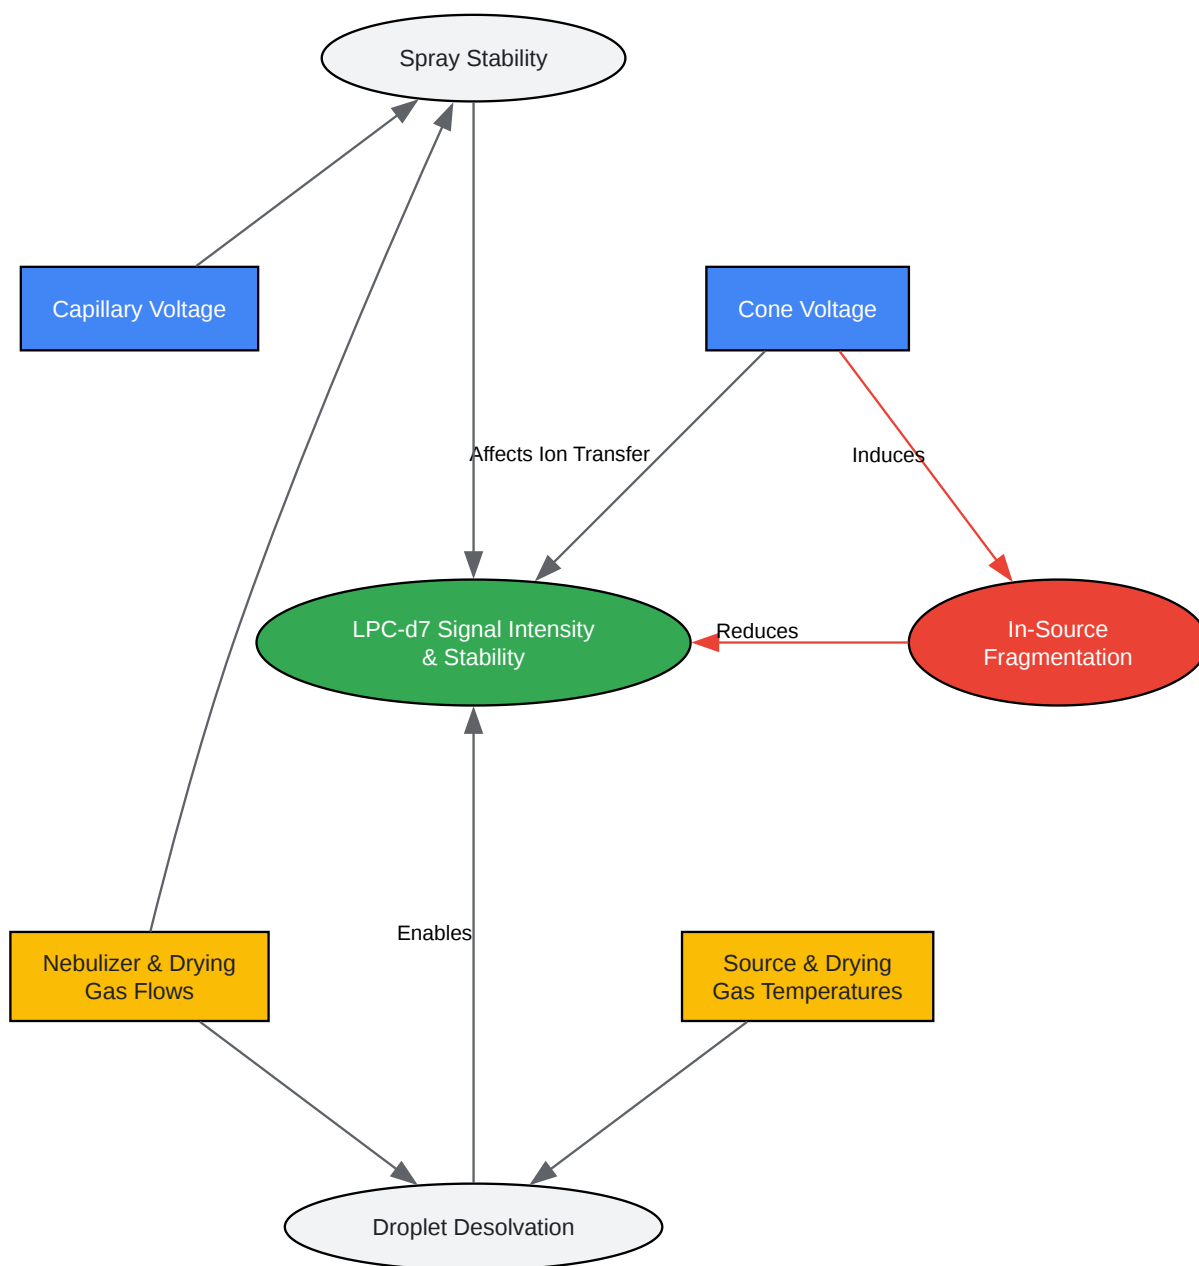 Spray Stability
Capillary Voltage
Cone Voltage
Affects Ion Transfer
Induces
LPC-d7 Signal Intensity
& Stability
Reduces
In-Source
Fragmentation
Enables
Nebulizer & Drying
Gas Flows
Source & Drying
Gas Temperatures
Droplet Desolvation